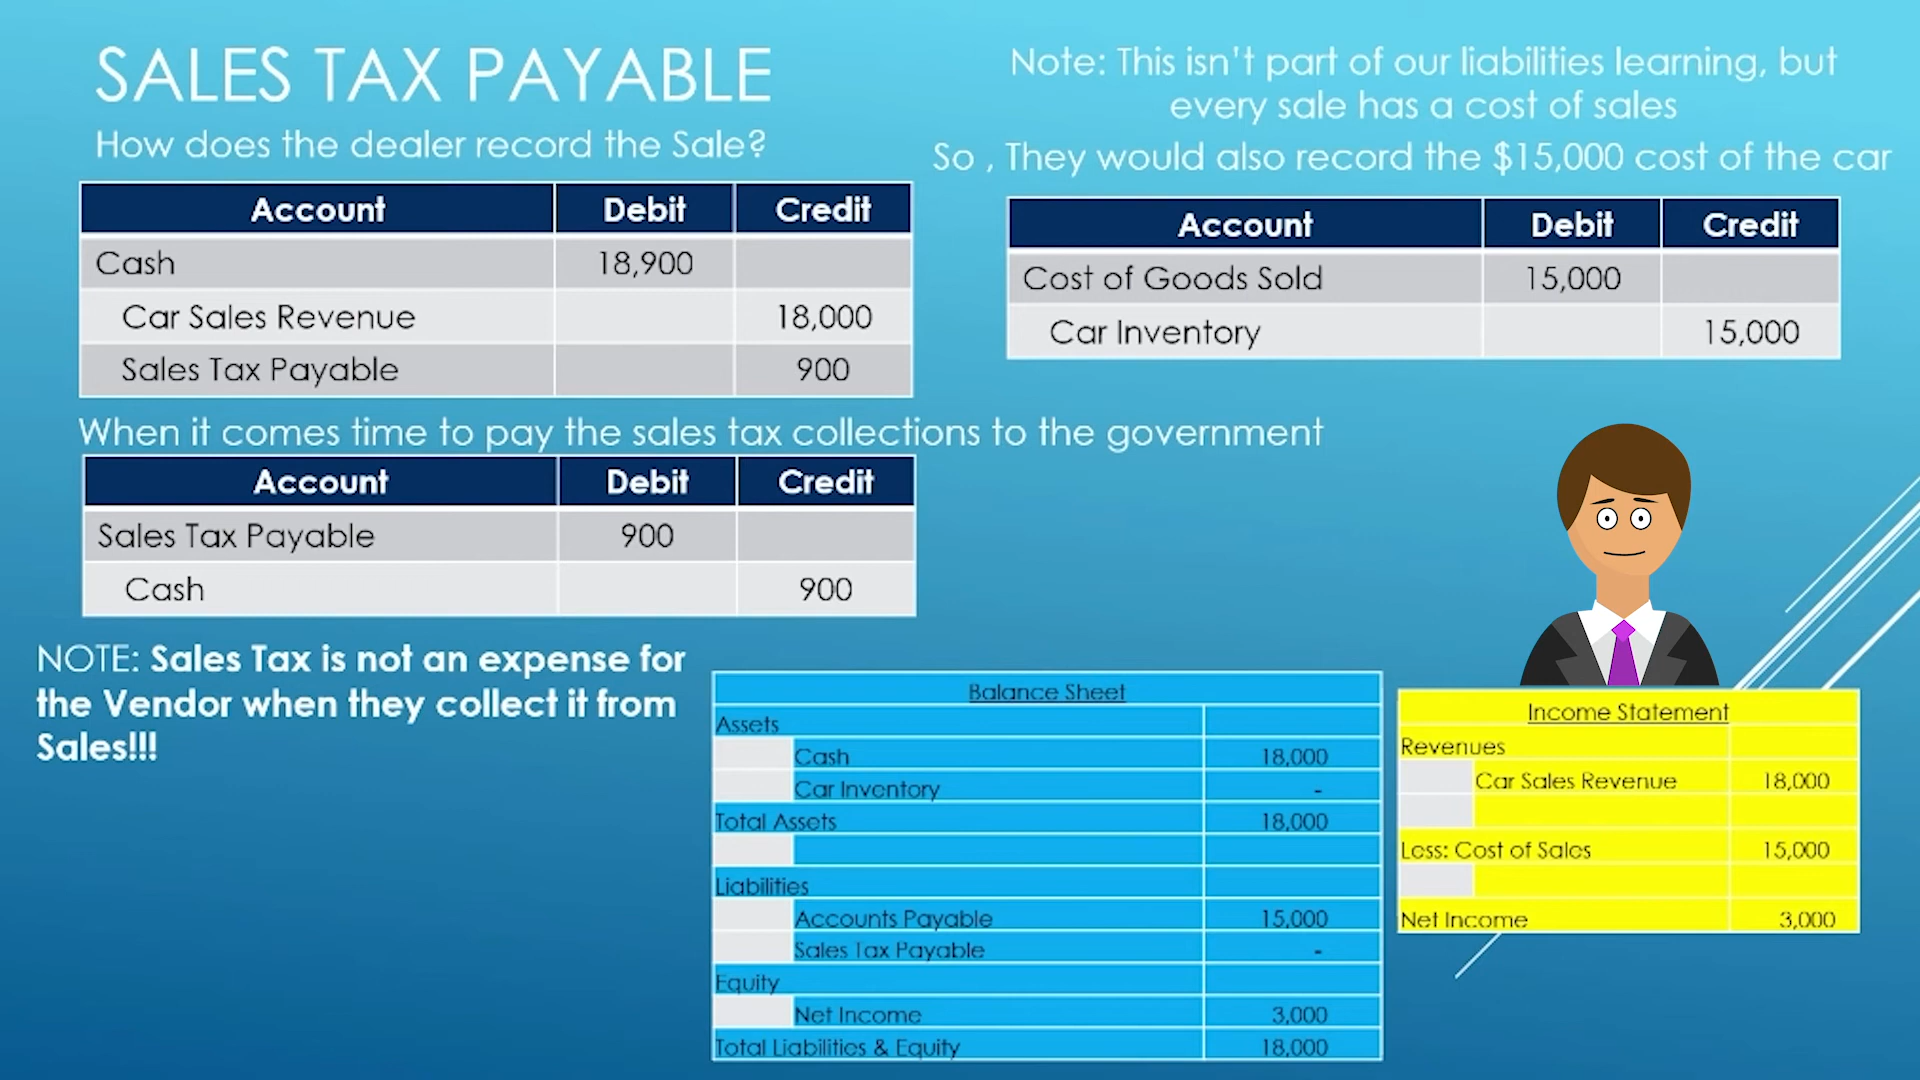 SALES TAX PAYABLE
How does the dealer record the Sale?
Account Debit Credit
Cash 18,900
Car Sales Revenue 18,000
Sales Tax Payable 900
Note: This isn't part of our liabilities learning, but
every sale has a cost of sales
So , They would also record the $15,000 cost of the car
Account Debit Credit
Cost of Goods Sold 15,000
Car Inventory 15,000
When it comes time to pay the sales tax collections to the government
Account Debit Credit
Sales Tax Payable 900
Cash 900
NOTE: Sales Tax is not an expense for
the Vendor when they collect it from
Sales!!!
Balance Sheet
Assets
Cash 18,000
Car Inventory -
Total Assets 18,000
Liabilities
Accounts Payable 15,000
Sales Tax Payable -
Equity
Net Income 3,000
Total Liabilities & Equity 18,000
Income Statement
Revenues
Car Sales Revenue 18,000
Less: Cost of Sales 15,000
Net Income 3,000